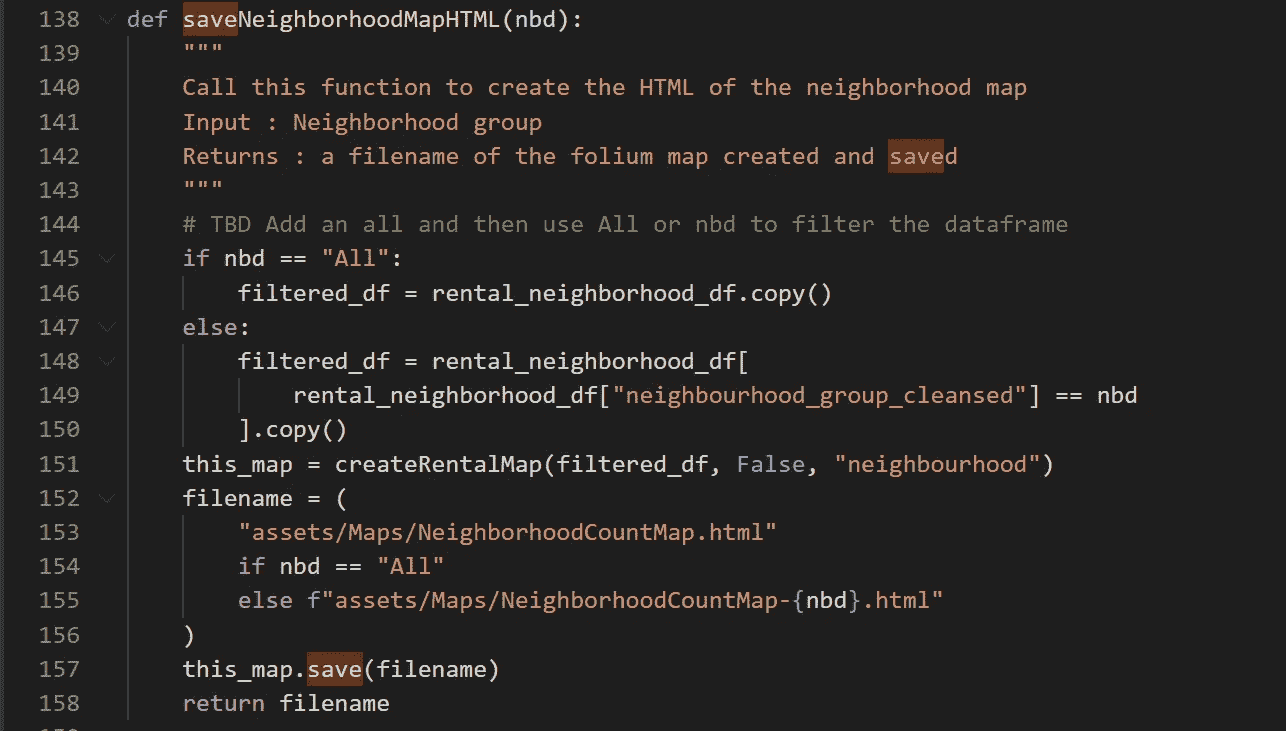 138 def saveNeighborhoodMapHTML(nbd):
139     """
140     Call this function to create the HTML of the neighborhood map
141     Input : Neighborhood group
142     Returns : a filename of the folium map created and saved
143     """
144     # TBD Add an all and then use All or nbd to filter the dataframe
145     if nbd == "All":
146         filtered_df = rental_neighborhood_df.copy()
147     else:
148         filtered_df = rental_neighborhood_df[
149             rental_neighborhood_df["neighbourhood_group_cleansed"] == nbd
150         ].copy()
151     this_map = createRentalMap(filtered_df, False, "neighbourhood")
152     filename = (
153         "assets/Maps/NeighborhoodCountMap.html"
154         if nbd == "All"
155         else f"assets/Maps/NeighborhoodCountMap-{nbd}.html"
156     )
157     this_map.save(filename)
158     return filename